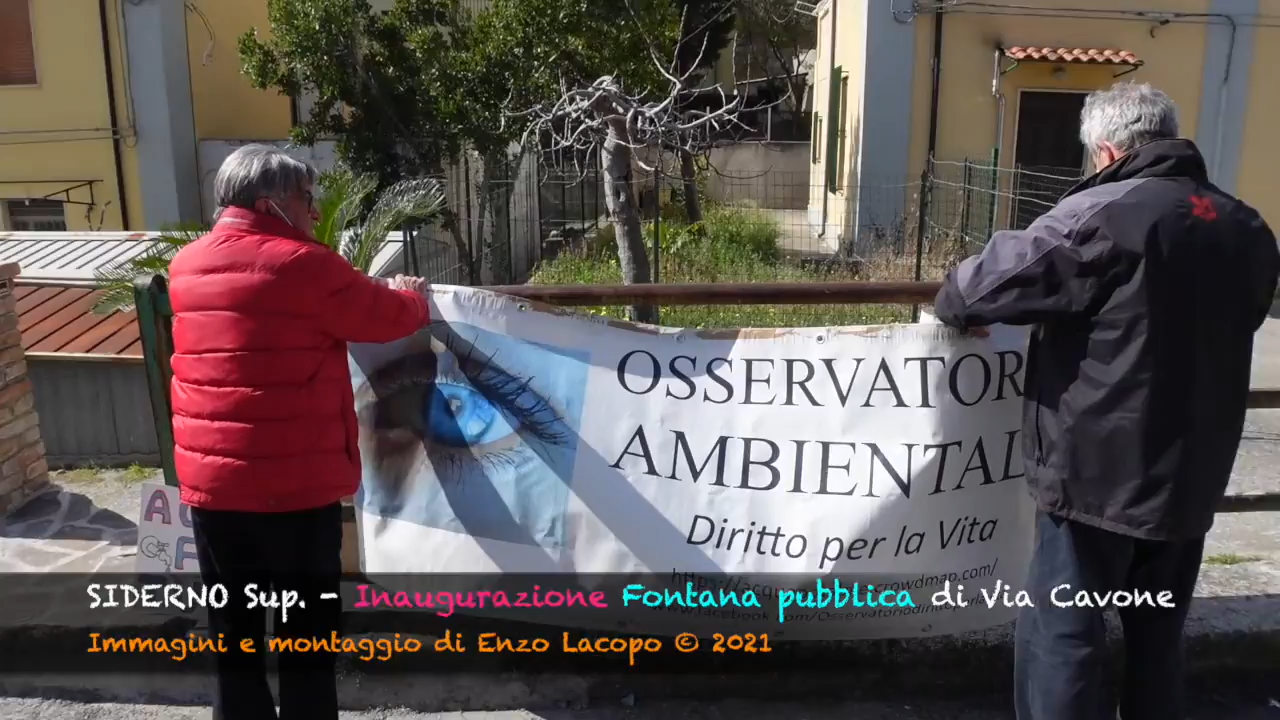 OSSERVATOR
AMBIENTAL
Diritto per la Vita
SIDERNO Sup. - Inaugurazione Fontana pubblica di Via Cavone
Immagini e montaggio di Enzo Lacopo © 2021